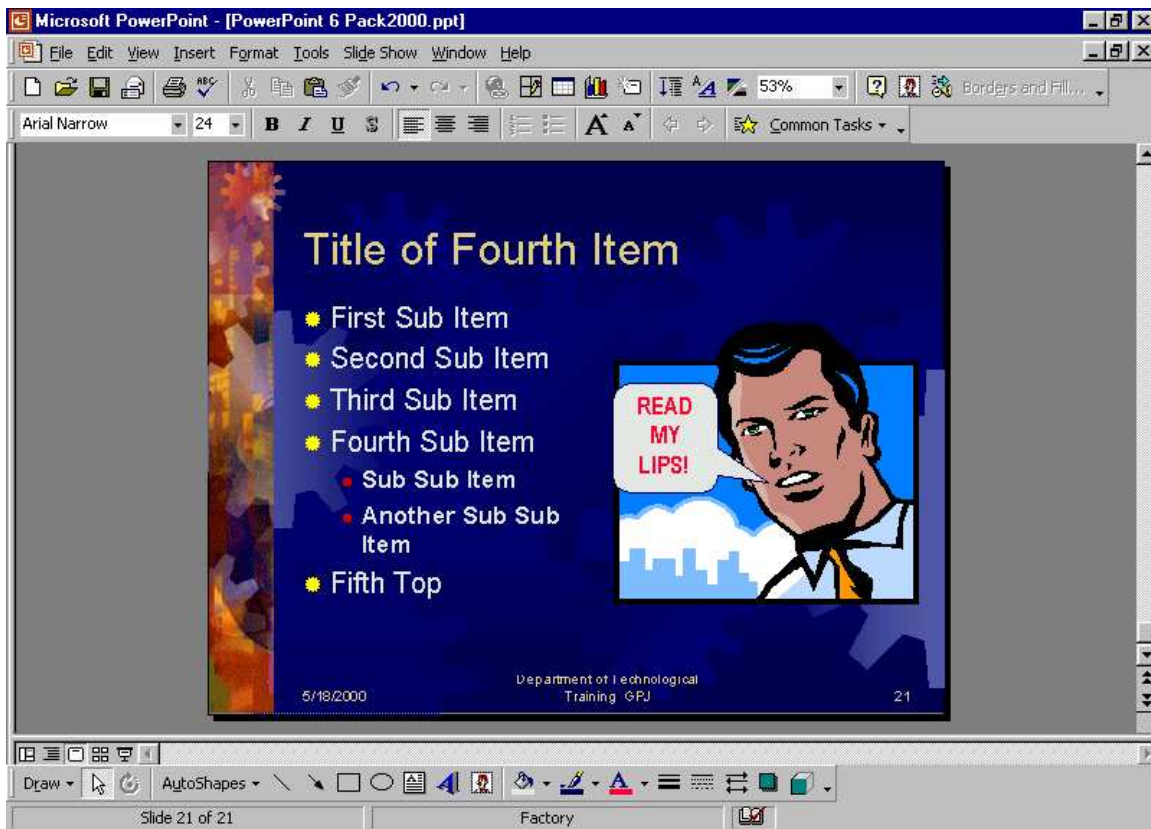 Microsoft PowerPoint - [PowerPoint 6 Pack2000.ppt]
File Edit View Insert Format Tools Slide Show Window Help
ABC 53% Borders and Fill...
Arial Narrow 24 B I U S A A Common Tasks
Title of Fourth Item
First Sub Item
Second Sub Item
Third Sub Item
Fourth Sub Item
Sub Sub Item
Another Sub Sub
Item
Fifth Top
READ
MY
LIPS!
5/18/2000
Department of Technological
Training GPJ
21
Draw AutoShapes
Slide 21 of 21 Factory